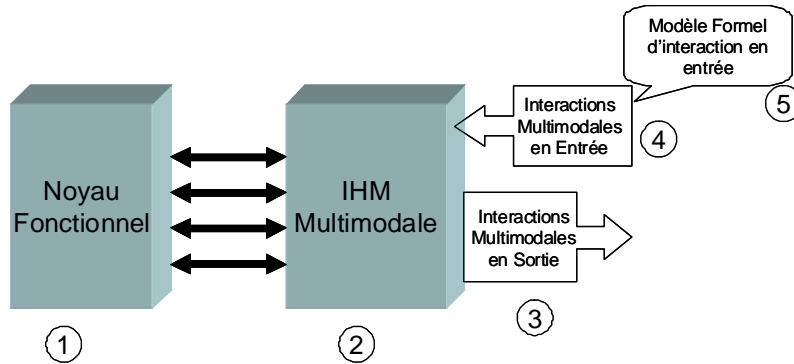 Modèle Formel
d'interaction en
entrée
5
Interactions
Multimodales
en Entrée
4
Noyau
Fonctionnel
IHM
Multimodale
Interactions
Multimodales
en Sortie
1
2
3